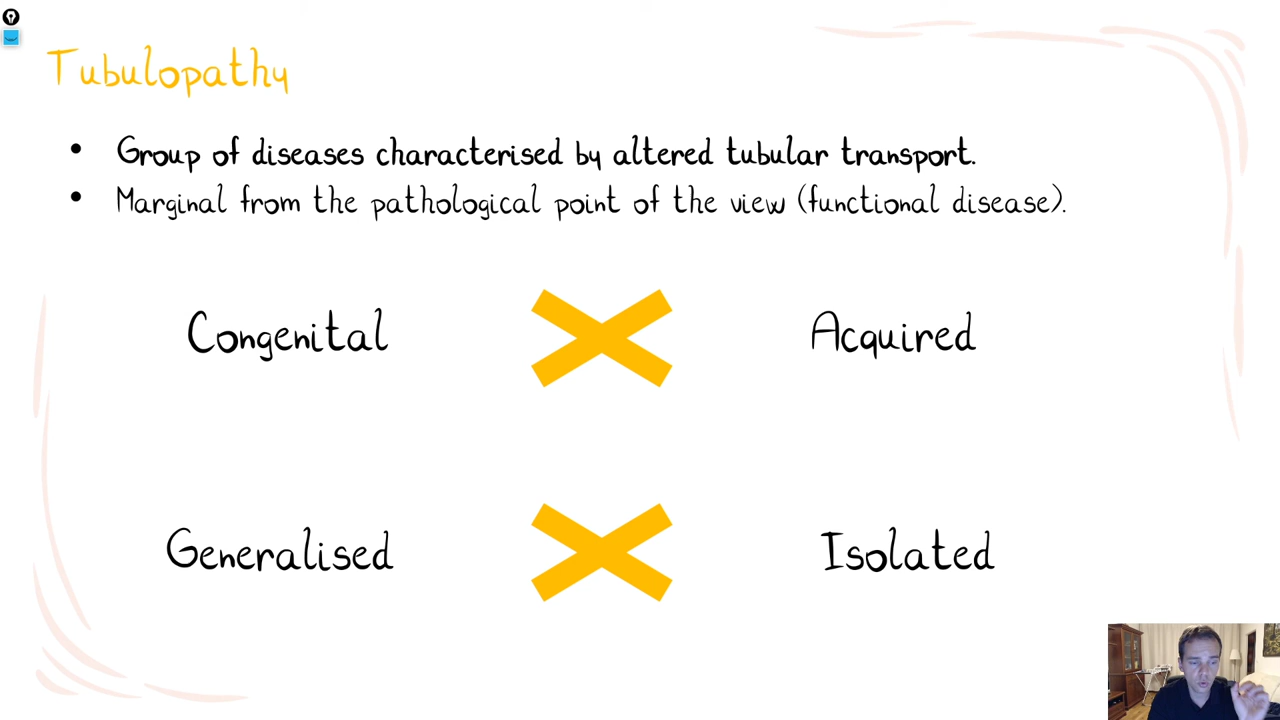 Tubulopathy
• Group of diseases characterised by altered tubular transport.
• Marginal from the pathological point of the view (functional disease).
Congenital Acquired
Generalised Isolated